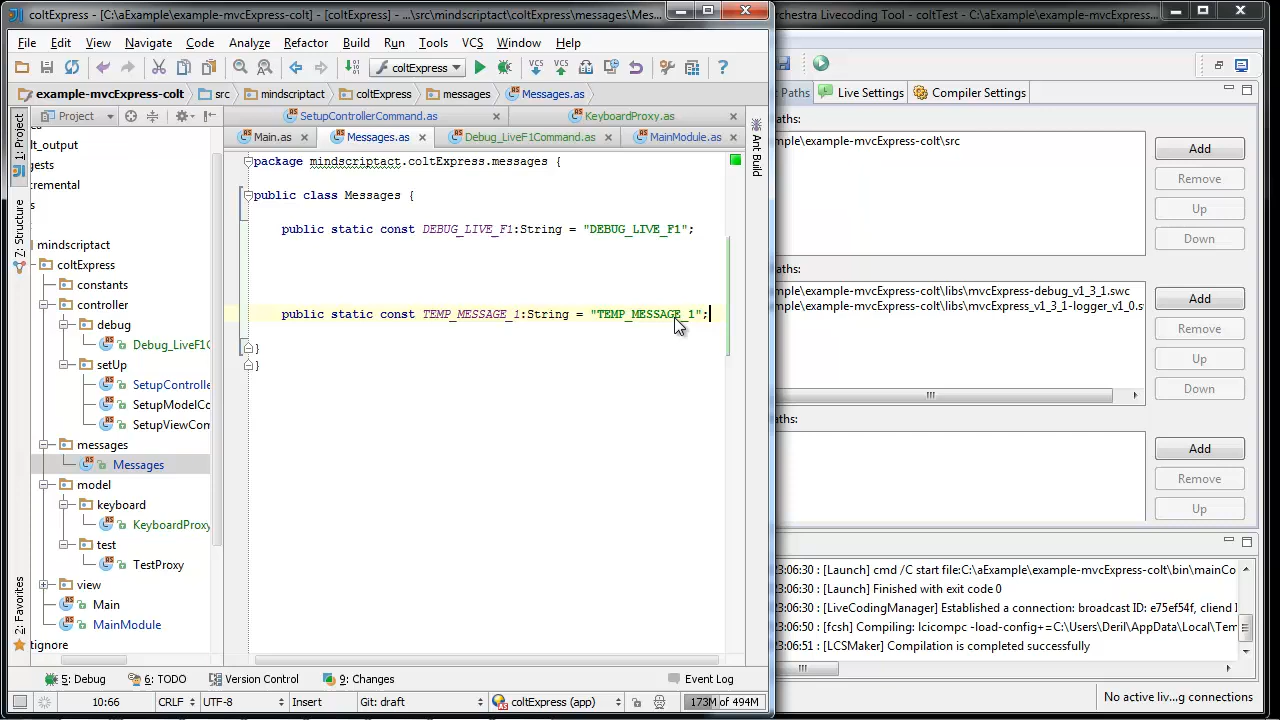 coltExpress - [C:\aExample\example-mvcExpress-colt] - [coltExpress] - ...\src\mindscriptact\coltExpress\messages\Mess...
File Edit View Navigate Code Analyze Refactor Build Run Tools VCS Window Help
coltExpress
example-mvcExpress-colt src mindscriptact coltExpress messages Messages.as
Project
SetupControllerCommand.as
KeyboardProxy.as
Main.as
Messages.as
Debug_LiveF1Command.as
MainModule.as
1: Project
Z: Structure
2: Favorites
Ant Build
lt_output
gests
cremental
s
mindscriptact
coltExpress
constants
controller
debug
Debug_LiveF1C
setUp
SetupControlle
SetupModelCo
SetupViewCom
messages
Messages
model
keyboard
KeyboardProxy
test
TestProxy
view
Main
MainModule
tignore
package mindscriptact.coltExpress.messages {
public class Messages {
public static const DEBUG_LIVE_F1:String = "DEBUG_LIVE_F1";
public static const TEMP_MESSAGE_1:String = "TEMP_MESSAGE_1";
}
}
5: Debug 6: TODO Version Control 9: Changes Event Log
10:66 CRLF UTF-8 Insert Git: draft coltExpress (app) 173M of 494M
rchestra Livecoding Tool - coltTest - C:\aExample\example-mvcExpress-...
Paths Live Settings Compiler Settings
ths:
mple\example-mvcExpress-colt\src
Add
Remove
Up
Down
aths:
mple\example-mvcExpress-colt\libs\mvcExpress-debug_v1_3_1.swc
mple\example-mvcExpress-colt\libs\mvcExpress_v1_3_1-logger_v1_0.sw
Add
Remove
Up
Down
aths:
Add
Remove
Up
3:06:30 : [Launch] cmd /C start file:C:\aExample\example-mvcExpress-colt\bin\mainCo
3:06:30 : [Launch] Finished with exit code 0
3:06:30 : [LiveCodingManager] Established a connection: broadcast ID: e75ef54f, cliend I
3:06:30 : [fcsh] Compiling: lcicompc -load-config+=C:\Users\Deril\AppData\Local\Tem
3:06:51 : [LCSMaker] Compilation is completed successfully
No active liv...g connections